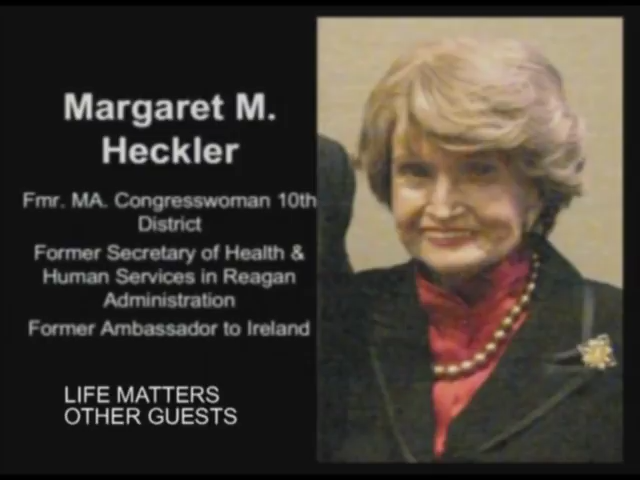 Margaret M.
Heckler
Fmr. MA. Congresswoman 10th
District
Former Secretary of Health &
Human Services in Reagan
Administration
Former Ambassador to Ireland
LIFE MATTERS
OTHER GUESTS